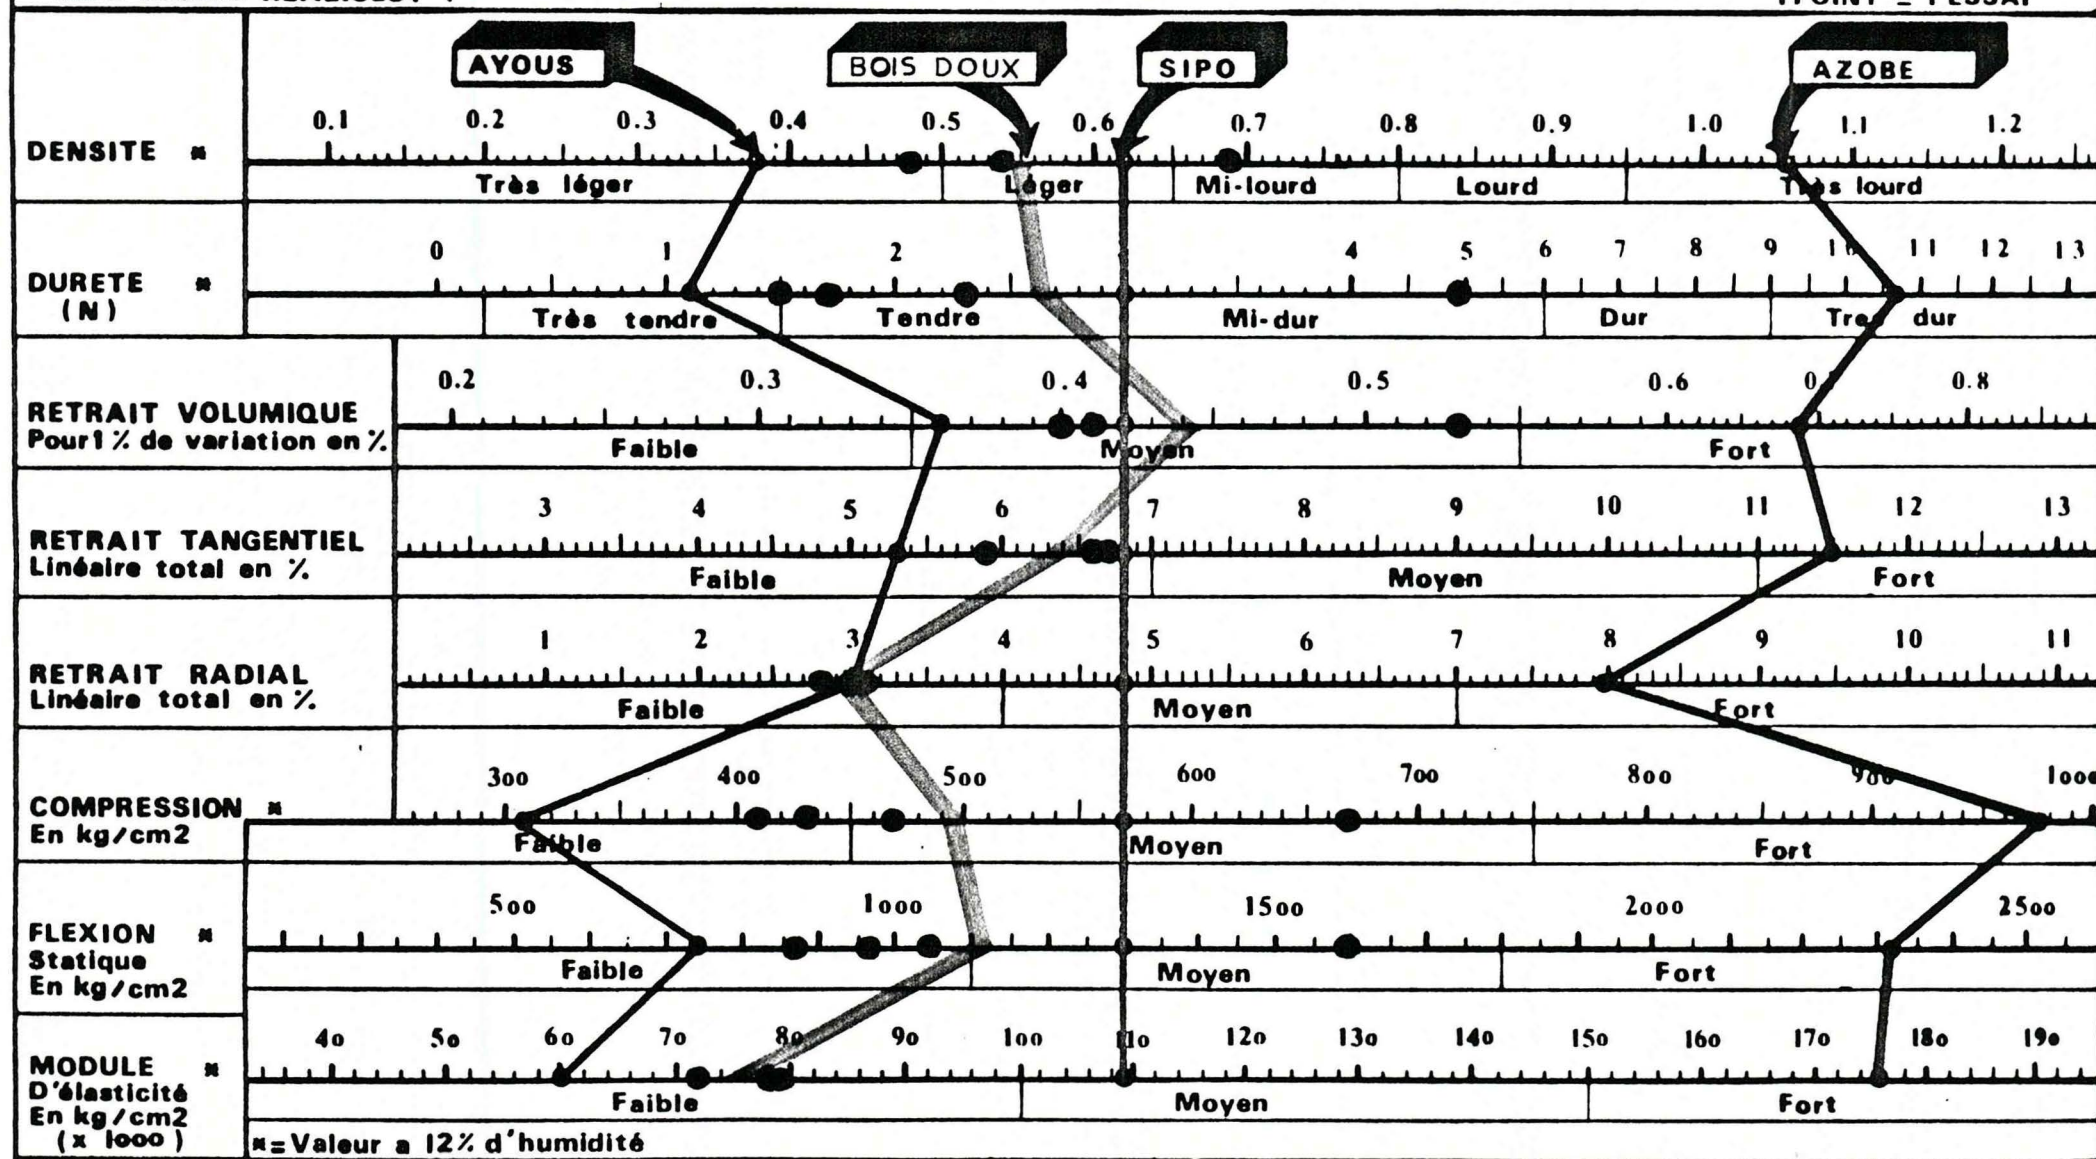 AYOUS BOIS DOUX SIPO AZOBE
0.1 0.2 0.3 0.4 0.5 0.6 0.7 0.8 0.9 1.0 1.1 1.2
DENSITE *
Très léger Léger Mi-lourd Lourd Très lourd
0 1 2 4 5 6 7 8 9 10 11 12 13
DURETE *
(N)
Très tendre Tendre Mi-dur Dur Tres dur
0.2 0.3 0.4 0.5 0.6 0.8
RETRAIT VOLUMIQUE
Pour 1 % de variation en %.
Faible Moyen Fort
3 4 5 6 7 8 9 10 11 12 13
RETRAIT TANGENTIEL
Linéaire total en %.
Faible Moyen Fort
1 2 3 4 5 6 7 8 9 10 11
RETRAIT RADIAL
Linéaire total en %.
Faible Moyen Fort
300 400 500 600 700 800 900 1000
COMPRESSION *
En kg/cm2
Faible Moyen Fort
500 1000 1500 2000 2500
FLEXION *
Statique
En kg/cm2
Faible Moyen Fort
40 50 60 70 80 90 100 110 120 130 140 150 160 170 180 190
MODULE *
D'élasticité
En kg/cm2
(x 1000)
Faible Moyen Fort
*=Valeur a 12% d'humidité